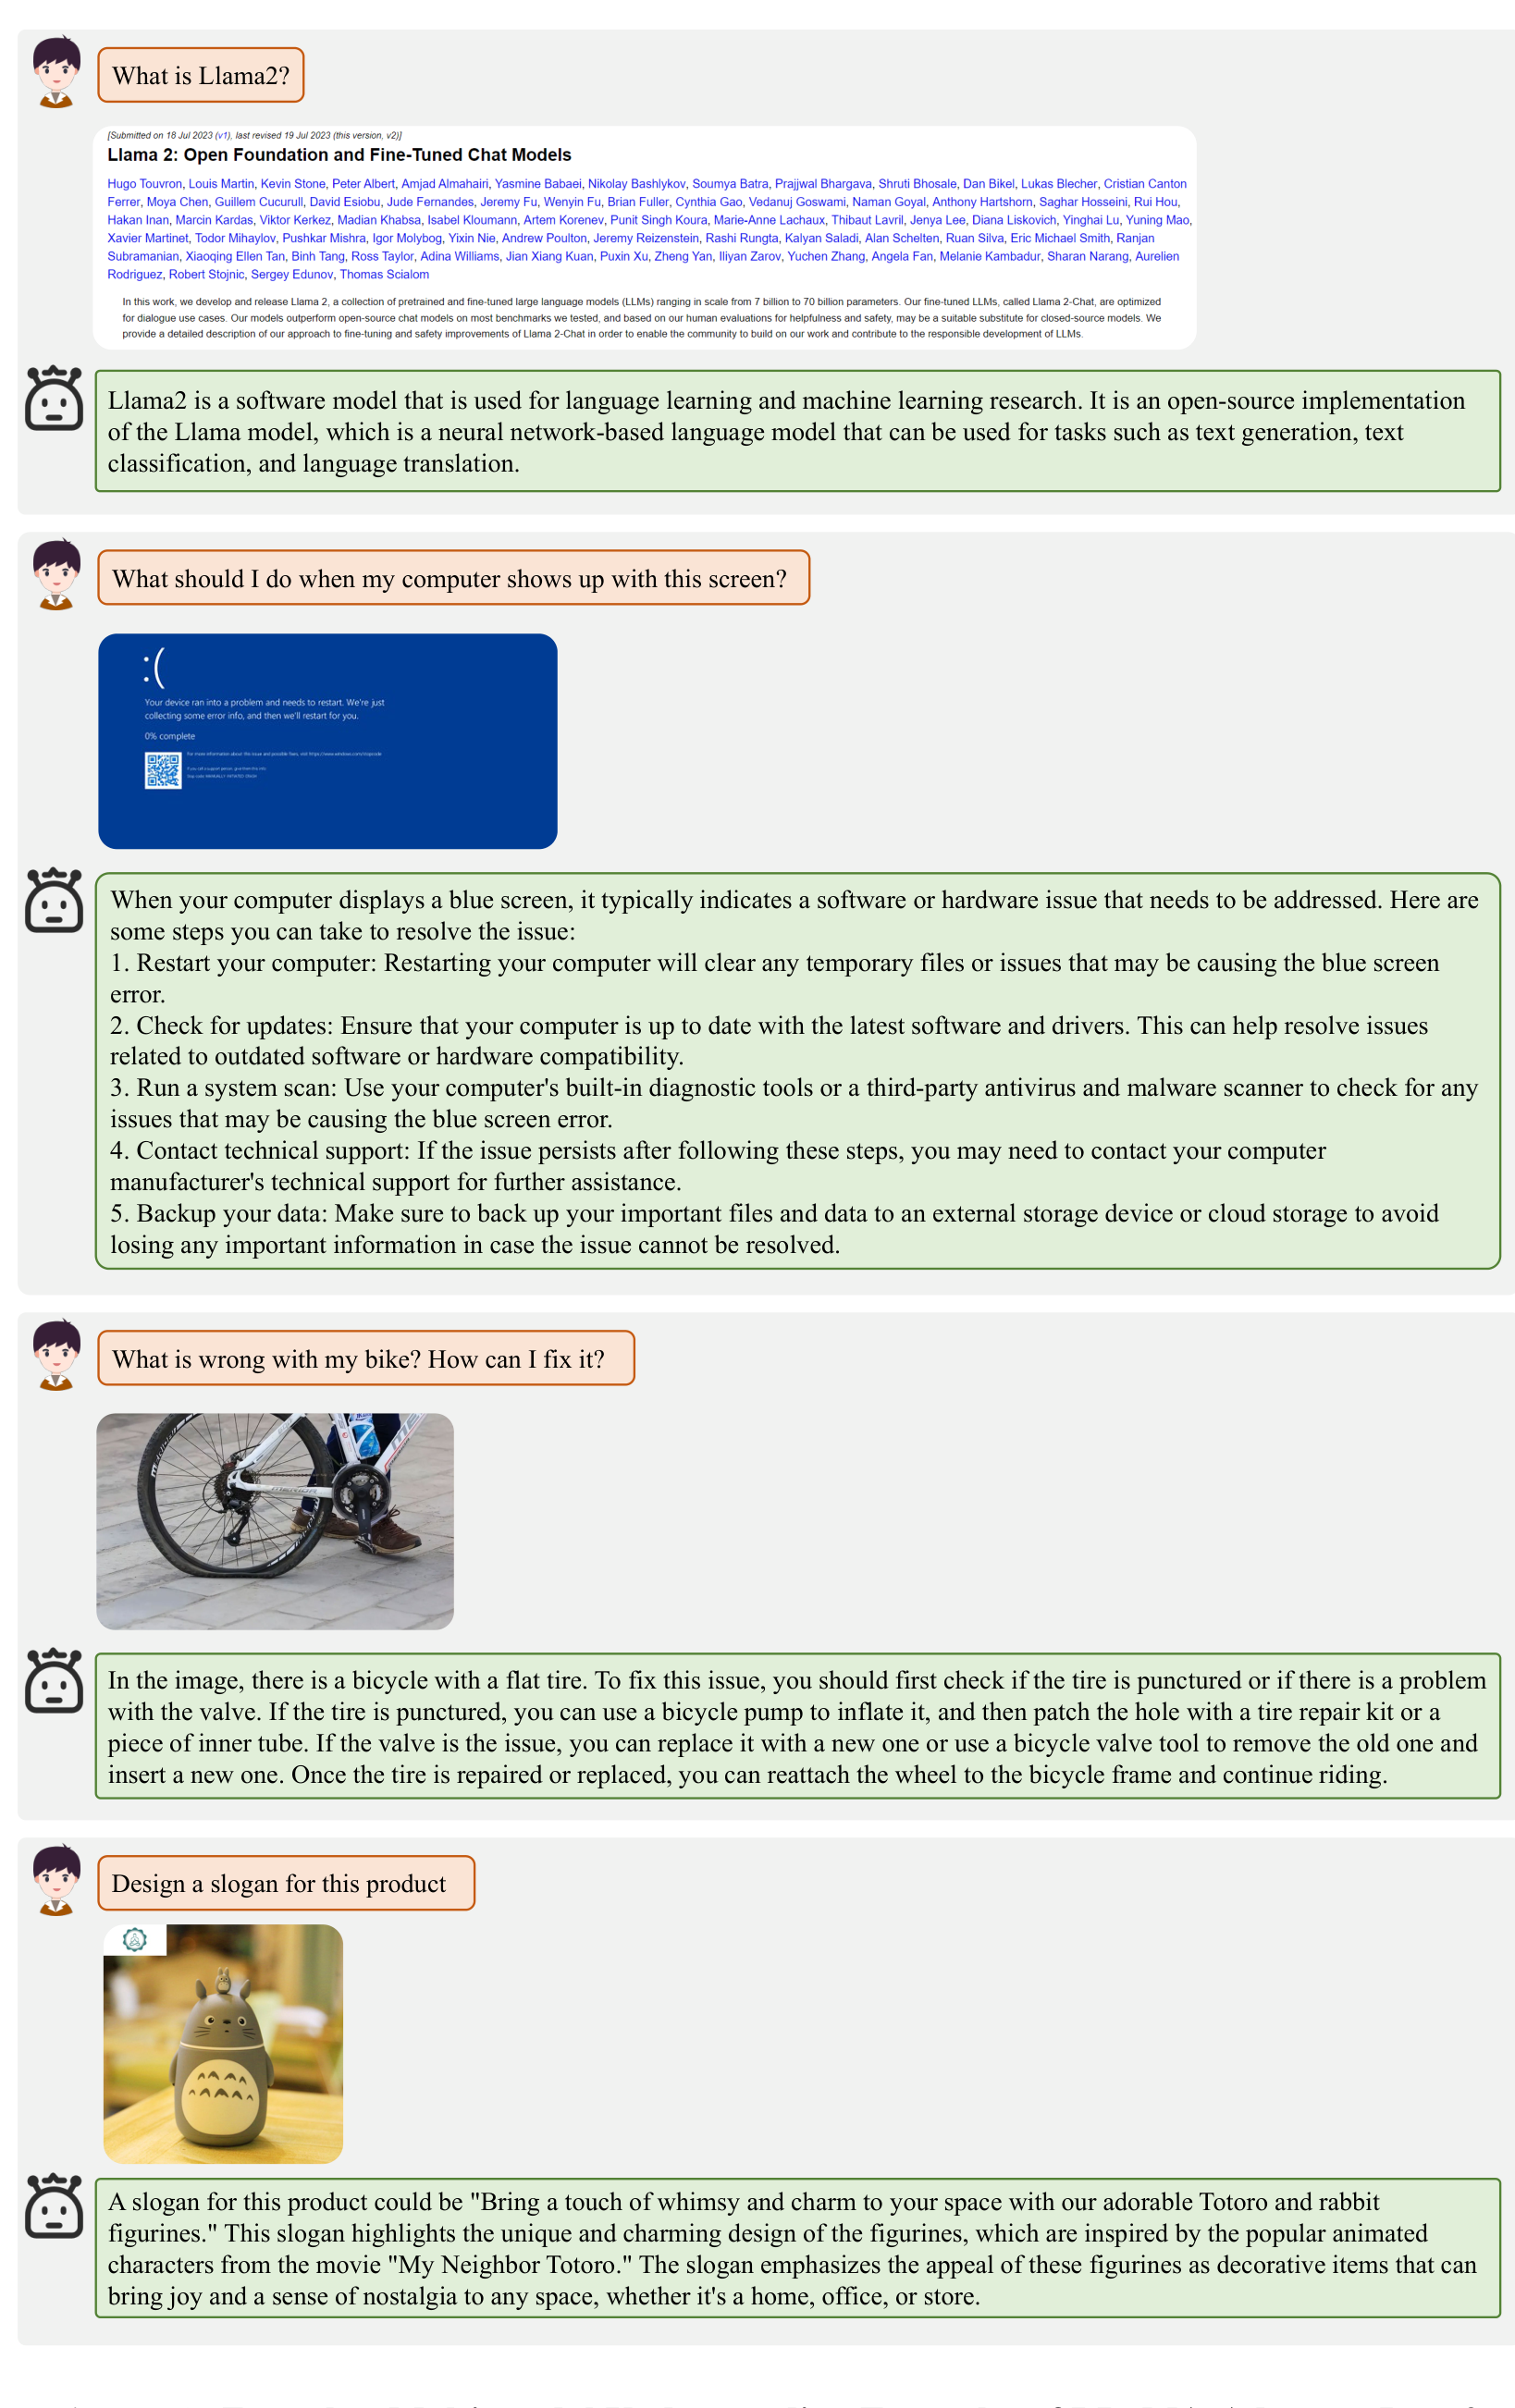 What is Llama2?
[Submitted on 18 Jul 2023 (v1), last revised 19 Jul 2023 (this version, v2)]
Llama 2: Open Foundation and Fine-Tuned Chat Models
Hugo Touvron, Louis Martin, Kevin Stone, Peter Albert, Amjad Almahairi, Yasmine Babaei, Nikolay Bashlykov, Soumya Batra, Prajjwal Bhargava, Shruti Bhosale, Dan Bikel, Lukas Blecher, Cristian Canton
Ferrer, Moya Chen, Guillem Cucurull, David Esiobu, Jude Fernandes, Jeremy Fu, Wenyin Fu, Brian Fuller, Cynthia Gao, Vedanuj Goswami, Naman Goyal, Anthony Hartshorn, Saghar Hosseini, Rui Hou,
Hakan Inan, Marcin Kardas, Viktor Kerkez, Madian Khabsa, Isabel Kloumann, Artem Korenev, Punit Singh Koura, Marie-Anne Lachaux, Thibaut Lavril, Jenya Lee, Diana Liskovich, Yinghai Lu, Yuning Mao,
Xavier Martinet, Todor Mihaylov, Pushkar Mishra, Igor Molybog, Yixin Nie, Andrew Poulton, Jeremy Reizenstein, Rashi Rungta, Kalyan Saladi, Alan Schelten, Ruan Silva, Eric Michael Smith, Ranjan
Subramanian, Xiaoqing Ellen Tan, Binh Tang, Ross Taylor, Adina Williams, Jian Xiang Kuan, Puxin Xu, Zheng Yan, Iliyan Zarov, Yuchen Zhang, Angela Fan, Melanie Kambadur, Sharan Narang, Aurelien
Rodriguez, Robert Stojnic, Sergey Edunov, Thomas Scialom
In this work, we develop and release Llama 2, a collection of pretrained and fine-tuned large language models (LLMs) ranging in scale from 7 billion to 70 billion parameters. Our fine-tuned LLMs, called Llama 2-Chat, are optimized
for dialogue use cases. Our models outperform open-source chat models on most benchmarks we tested, and based on our human evaluations for helpfulness and safety, may be a suitable substitute for closed-source models. We
provide a detailed description of our approach to fine-tuning and safety improvements of Llama 2-Chat in order to enable the community to build on our work and contribute to the responsible development of LLMs.
Llama2 is a software model that is used for language learning and machine learning research. It is an open-source implementation
of the Llama model, which is a neural network-based language model that can be used for tasks such as text generation, text
classification, and language translation.
What should I do when my computer shows up with this screen?
:(
Your device ran into a problem and needs to restart. We're just
collecting some error info, and then we'll restart for you.
0% complete
For more information about this issue and possible fixes, visit https://www.windows.com/stopcode
If you call a support person, give them this info:
Stop code: MANUALLY INITIATED CRASH
When your computer displays a blue screen, it typically indicates a software or hardware issue that needs to be addressed. Here are
some steps you can take to resolve the issue:
1. Restart your computer: Restarting your computer will clear any temporary files or issues that may be causing the blue screen
error.
2. Check for updates: Ensure that your computer is up to date with the latest software and drivers. This can help resolve issues
related to outdated software or hardware compatibility.
3. Run a system scan: Use your computer's built-in diagnostic tools or a third-party antivirus and malware scanner to check for any
issues that may be causing the blue screen error.
4. Contact technical support: If the issue persists after following these steps, you may need to contact your computer
manufacturer's technical support for further assistance.
5. Backup your data: Make sure to back up your important files and data to an external storage device or cloud storage to avoid
losing any important information in case the issue cannot be resolved.
What is wrong with my bike? How can I fix it?
In the image, there is a bicycle with a flat tire. To fix this issue, you should first check if the tire is punctured or if there is a problem
with the valve. If the tire is punctured, you can use a bicycle pump to inflate it, and then patch the hole with a tire repair kit or a
piece of inner tube. If the valve is the issue, you can replace it with a new one or use a bicycle valve tool to remove the old one and
insert a new one. Once the tire is repaired or replaced, you can reattach the wheel to the bicycle frame and continue riding.
Design a slogan for this product
A slogan for this product could be "Bring a touch of whimsy and charm to your space with our adorable Totoro and rabbit
figurines." This slogan highlights the unique and charming design of the figurines, which are inspired by the popular animated
characters from the movie "My Neighbor Totoro." The slogan emphasizes the appeal of these figurines as decorative items that can
bring joy and a sense of nostalgia to any space, whether it's a home, office, or store.